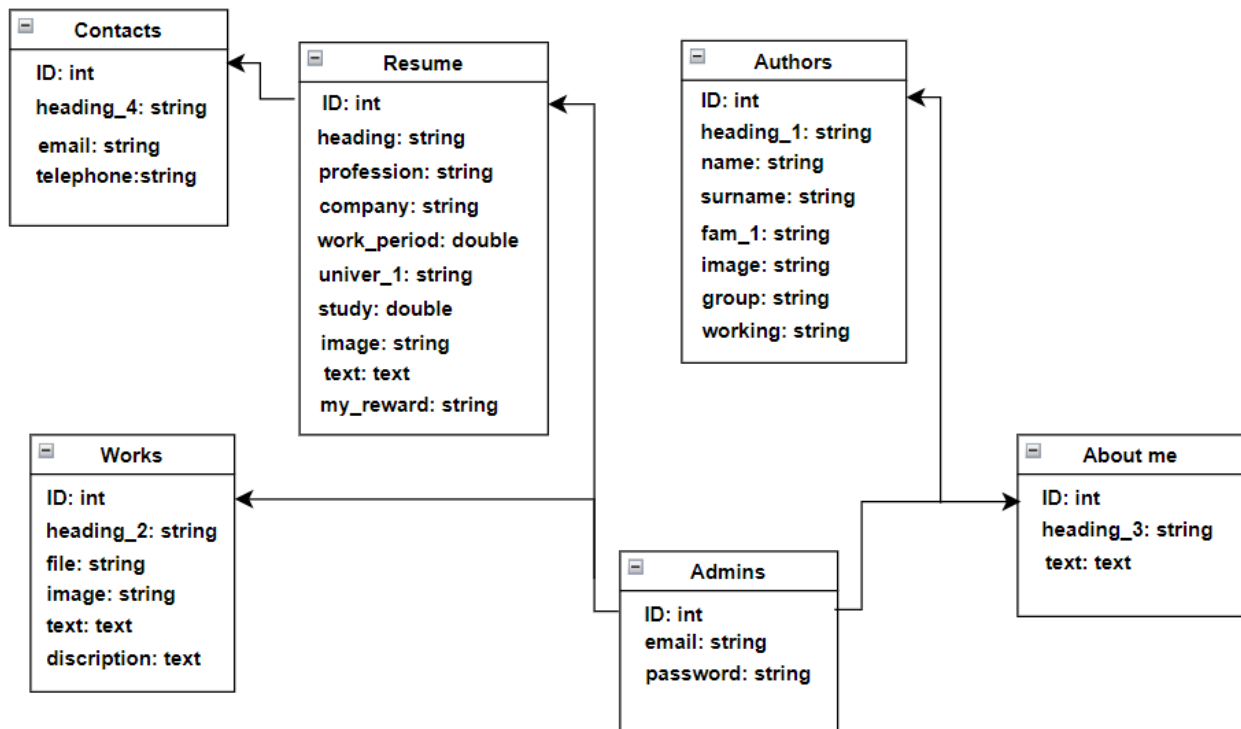 Contacts
ID: int
heading_4: string
email: string
telephone:string
Resume
ID: int
heading: string
profession: string
company: string
work_period: double
univer_1: string
study: double
image: string
text: text
my_reward: string
Authors
ID: int
heading_1: string
name: string
surname: string
fam_1: string
image: string
group: string
working: string
Works
ID: int
heading_2: string
file: string
image: string
text: text
discription: text
Admins
ID: int
email: string
password: string
About me
ID: int
heading_3: string
text: text